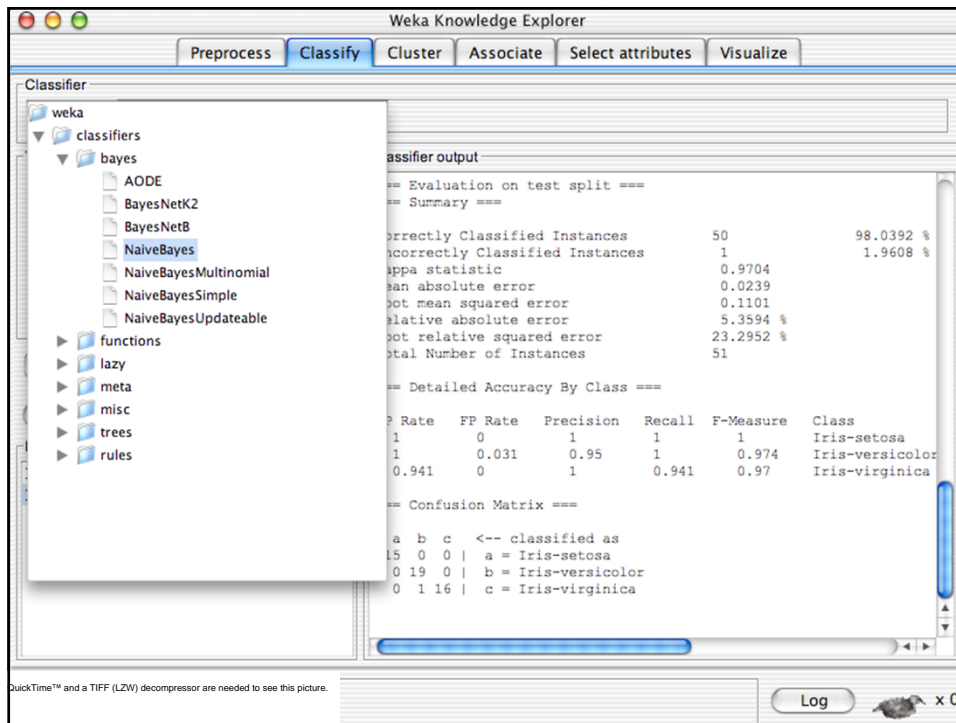 Weka Knowledge Explorer
Preprocess Classify Cluster Associate Select attributes Visualize
Classifier
weka
classifiers
bayes
AODE
BayesNetK2
BayesNetB
NaiveBayes
NaiveBayesMultinomial
NaiveBayesSimple
NaiveBayesUpdateable
functions
lazy
meta
misc
trees
rules
assifier output
== Evaluation on test split ===
== Summary ===
orrectly Classified Instances 50 98.0392 %
ncorrectly Classified Instances 1 1.9608 %
appa statistic 0.9704
ean absolute error 0.0239
oot mean squared error 0.1101
elative absolute error 5.3594 %
oot relative squared error 23.2952 %
otal Number of Instances 51
== Detailed Accuracy By Class ===
P Rate FP Rate Precision Recall F-Measure Class
1 0 1 1 1 Iris-setosa
1 0.031 0.95 1 0.974 Iris-versicolor
0.941 0 1 0.941 0.97 Iris-virginica
== Confusion Matrix ===
a b c <-- classified as
15 0 0 | a = Iris-setosa
0 19 0 | b = Iris-versicolor
0 1 16 | c = Iris-virginica
QuickTime™ and a TIFF (LZW) decompressor are needed to see this picture.
Log
x 0